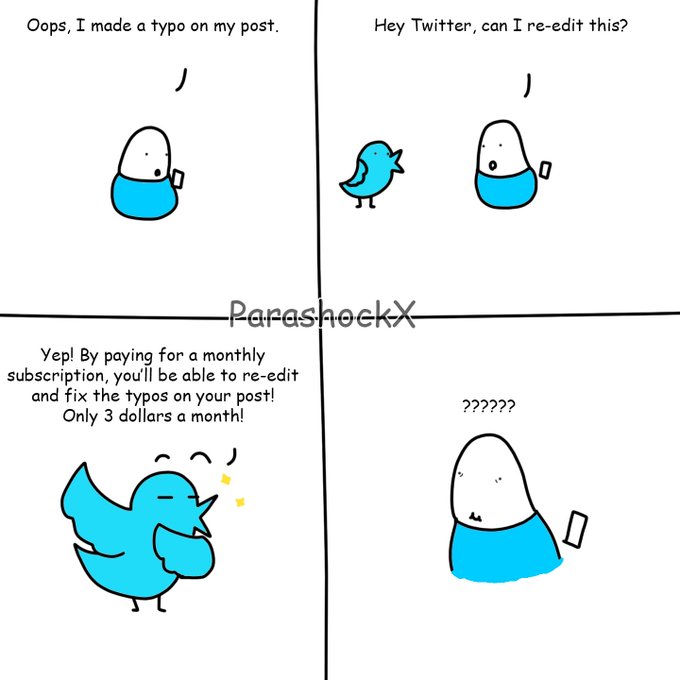 Oops, I made a typo on my post.
Hey Twitter, can I re-edit this?
ParashockX
Yep! By paying for a monthly
subscription, you'll be able to re-edit
and fix the typos on your post!
Only 3 dollars a month!
??????